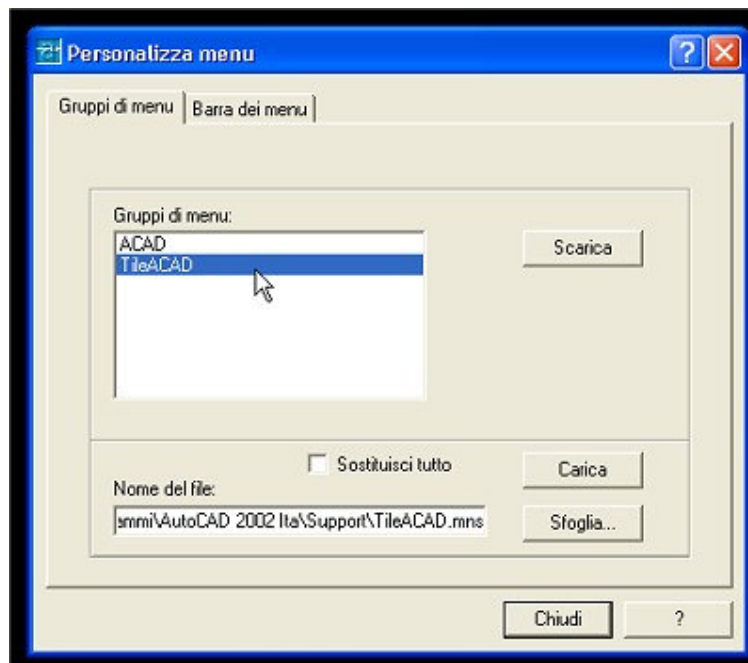 Personalizza menu
Gruppi di menu
Barra dei menu
Gruppi di menu:
ACAD
TileACAD
Scarica
Sostituisci tutto
Carica
Nome del file:
ammi\AutoCAD 2002 Ita\Support\TileACAD.mns
Sfoglia...
Chiudi
?